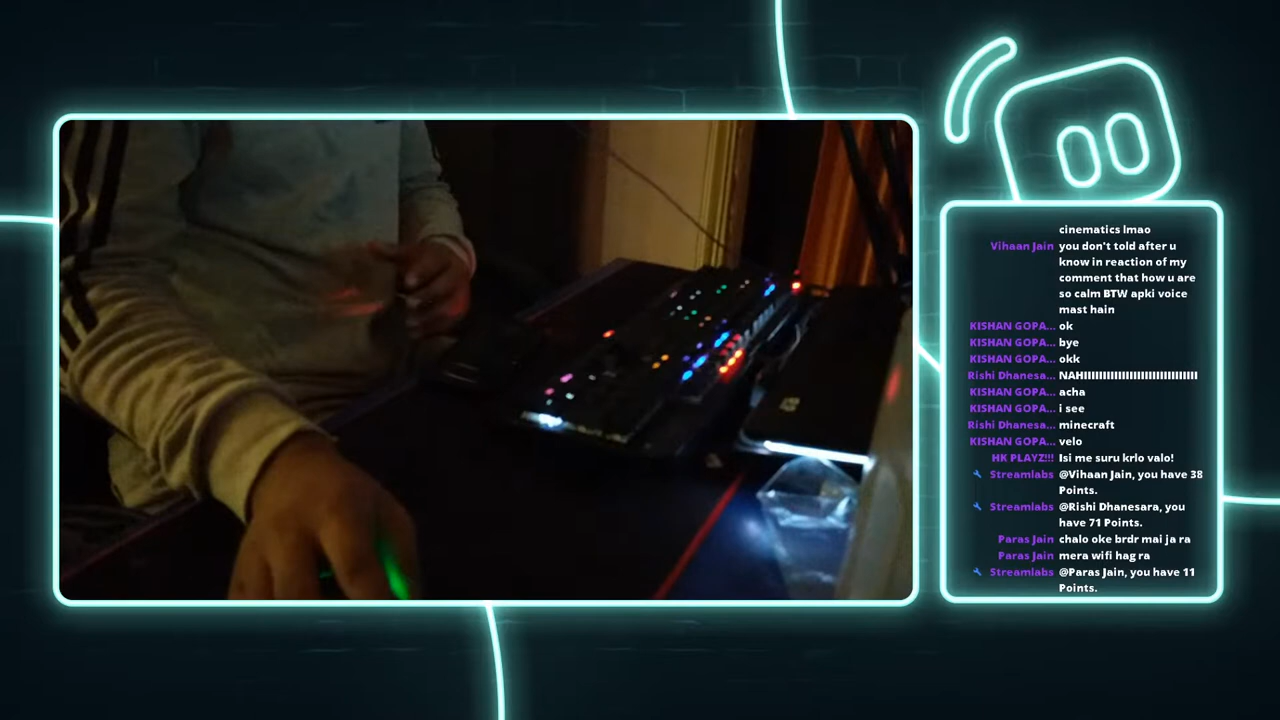 cinematics lmao
Vihaan Jain you don't told after u
know in reaction of my
comment that how u are
so calm BTW apki voice
mast hain
KISHAN GOPA... ok
KISHAN GOPA... bye
KISHAN GOPA... okk
Rishi Dhanesa... NAHIIIIIIIIIIIIIIIIIIIIIIIIIIIIII
KISHAN GOPA... acha
KISHAN GOPA... i see
Rishi Dhanesa... minecraft
KISHAN GOPA... velo
HK PLAYZ!!! Isi me suru krlo valo!
Streamlabs @Vihaan Jain, you have 38
Points.
Streamlabs @Rishi Dhanesara, you
have 71 Points.
Paras Jain chalo oke brdr mai ja ra
Paras Jain mera wifi hag ra
Streamlabs @Paras Jain, you have 11
Points.